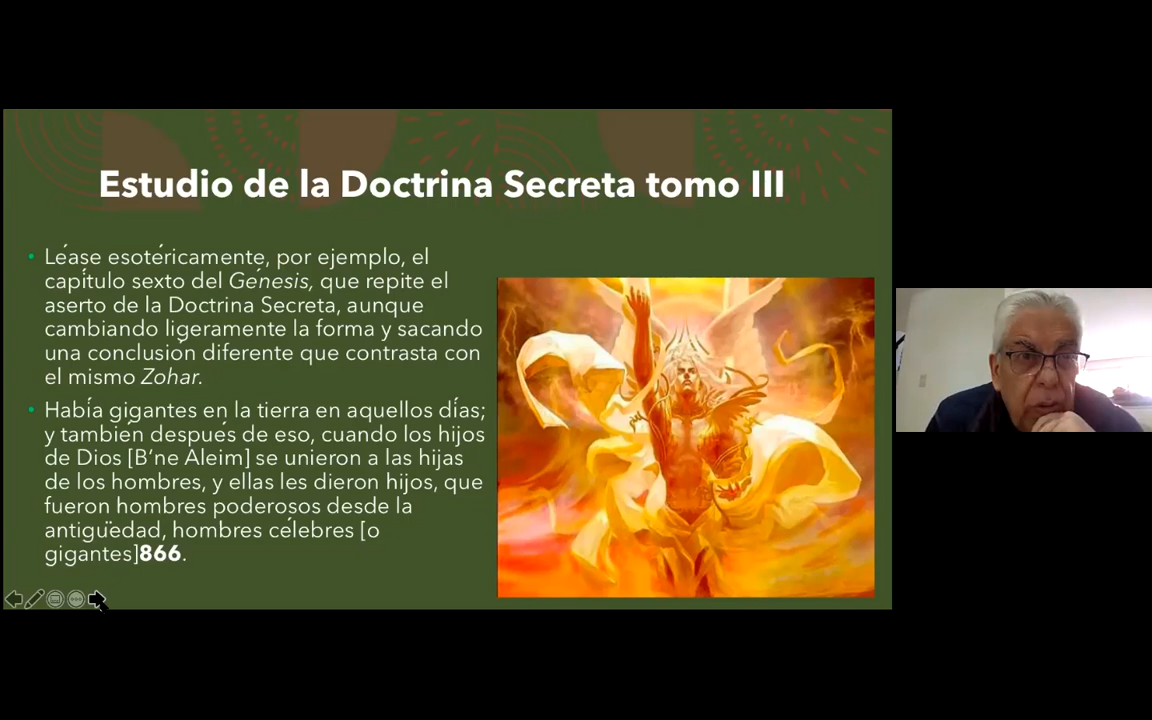 Estudio de la Doctrina Secreta tomo III
• Léase esotéricamente, por ejemplo, el
capítulo sexto del Génesis, que repite el
aserto de la Doctrina Secreta, aunque
cambiando ligeramente la forma y sacando
una conclusión diferente que contrasta con
el mismo Zohar.
• Había gigantes en la tierra en aquellos días;
y también después de eso, cuando los hijos
de Dios [B’ne Aleim] se unieron a las hijas
de los hombres, y ellas les dieron hijos, que
fueron hombres poderosos desde la
antigüedad, hombres célebres [o
gigantes]866.